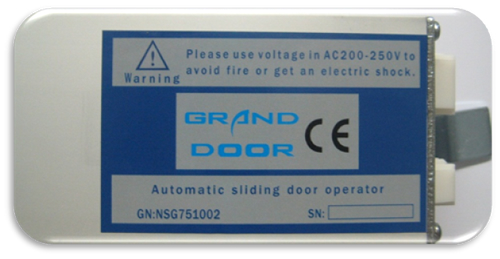 Please use voltage in AC200-250V to
Warning avoid fire or get an electric shock.
GRAND
DOOR CE
Automatic sliding door operator
GN:NSG751002 SN: